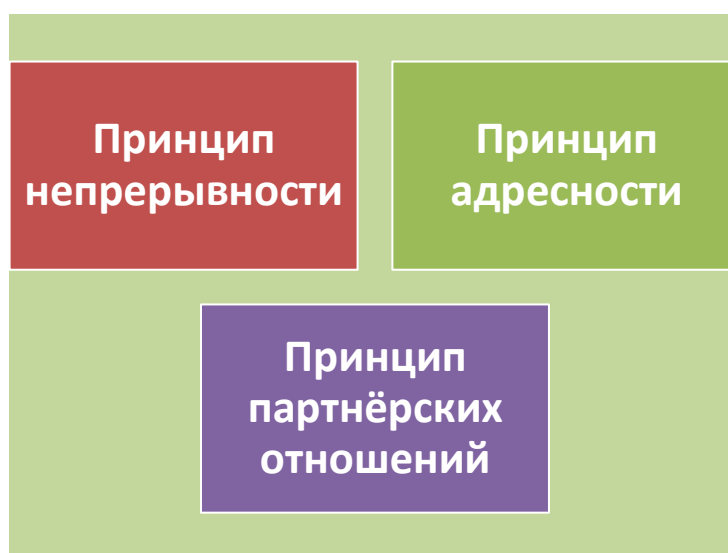 Принцип
непрерывности
Принцип
адресности
Принцип
партнёрских
отношений